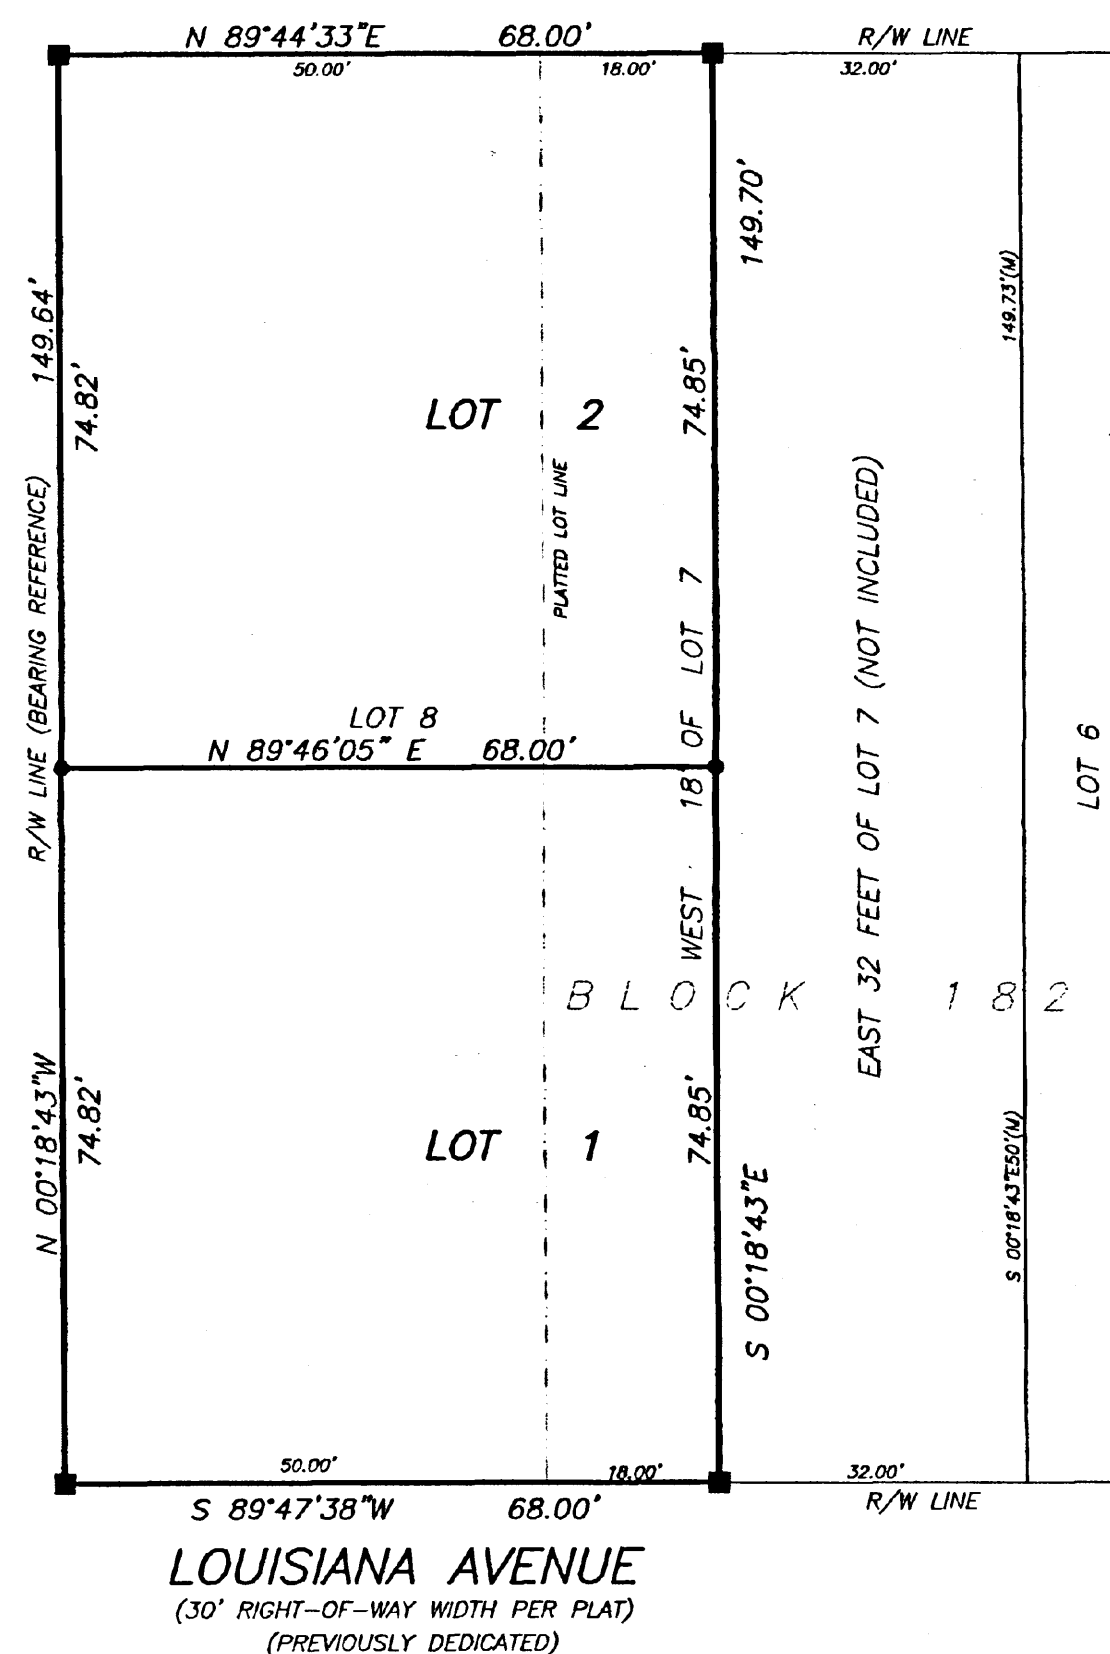 N 89°44'33"E 68.00' R/W LINE
50.00' 18.00' 32.00'
149.64'
74.82'
149.70'
74.85'
149.73'(M)
LOT 2
PLATTED LOT LINE
R/W LINE (BEARING REFERENCE)
LOT 8
N 89°46'05" E 68.00'
WEST 18' OF LOT 7
EAST 32 FEET OF LOT 7 (NOT INCLUDED)
LOT 6
BLOCK 182
N 00°18'43"W
74.82'
LOT 1
74.85'
S 00°18'43"E
S 00°18'43"E50'(M)
50.00' 18.00' 32.00'
S 89°47'38"W 68.00' R/W LINE
LOUISIANA AVENUE
(30' RIGHT-OF-WAY WIDTH PER PLAT)
(PREVIOUSLY DEDICATED)